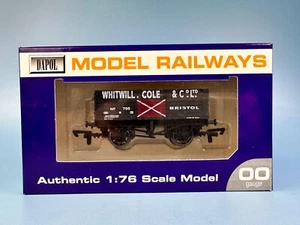 DAPOL
MODEL RAILWAYS
WHITWILL, COLE & Co LTD
BRISTOL
Authentic 1:76 Scale Model
OO
gauge